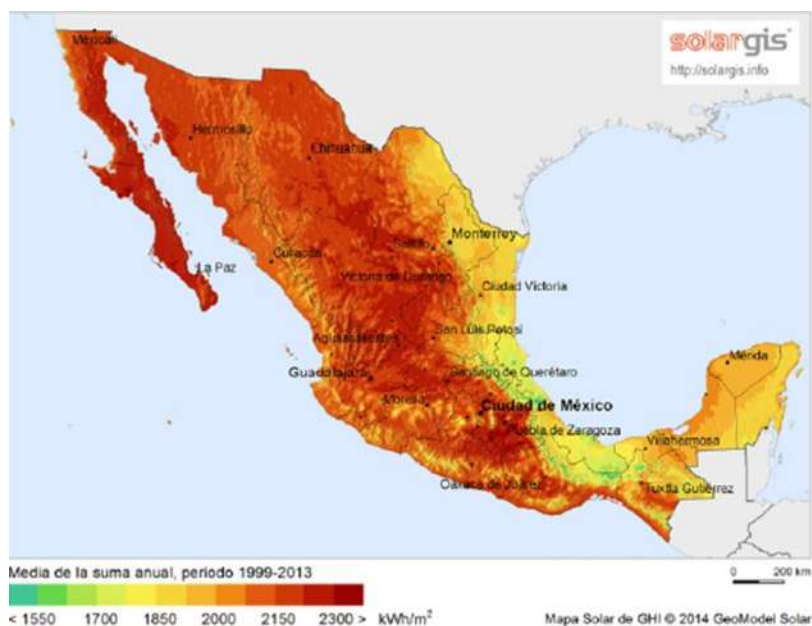 solargis
http://solargis.info
Mexicali
Hermosillo
Chihuahua
Monterrey
Saltillo
Culiacán
La Paz
Victoria de Durango
Ciudad Victoria
Aguascalientes
San Luis Potosí
Mérida
Guadalajara
Santiago de Querétaro
Morelia
Ciudad de México
Puebla de Zaragoza
Villahermosa
Oaxaca de Juárez
Tuxtla Gutiérrez
Media de la suma anual, período 1999-2013
0 200 km
< 1550 1700 1850 2000 2150 2300 > kWh/m²
Mapa Solar de GHI © 2014 GeoModel Solar